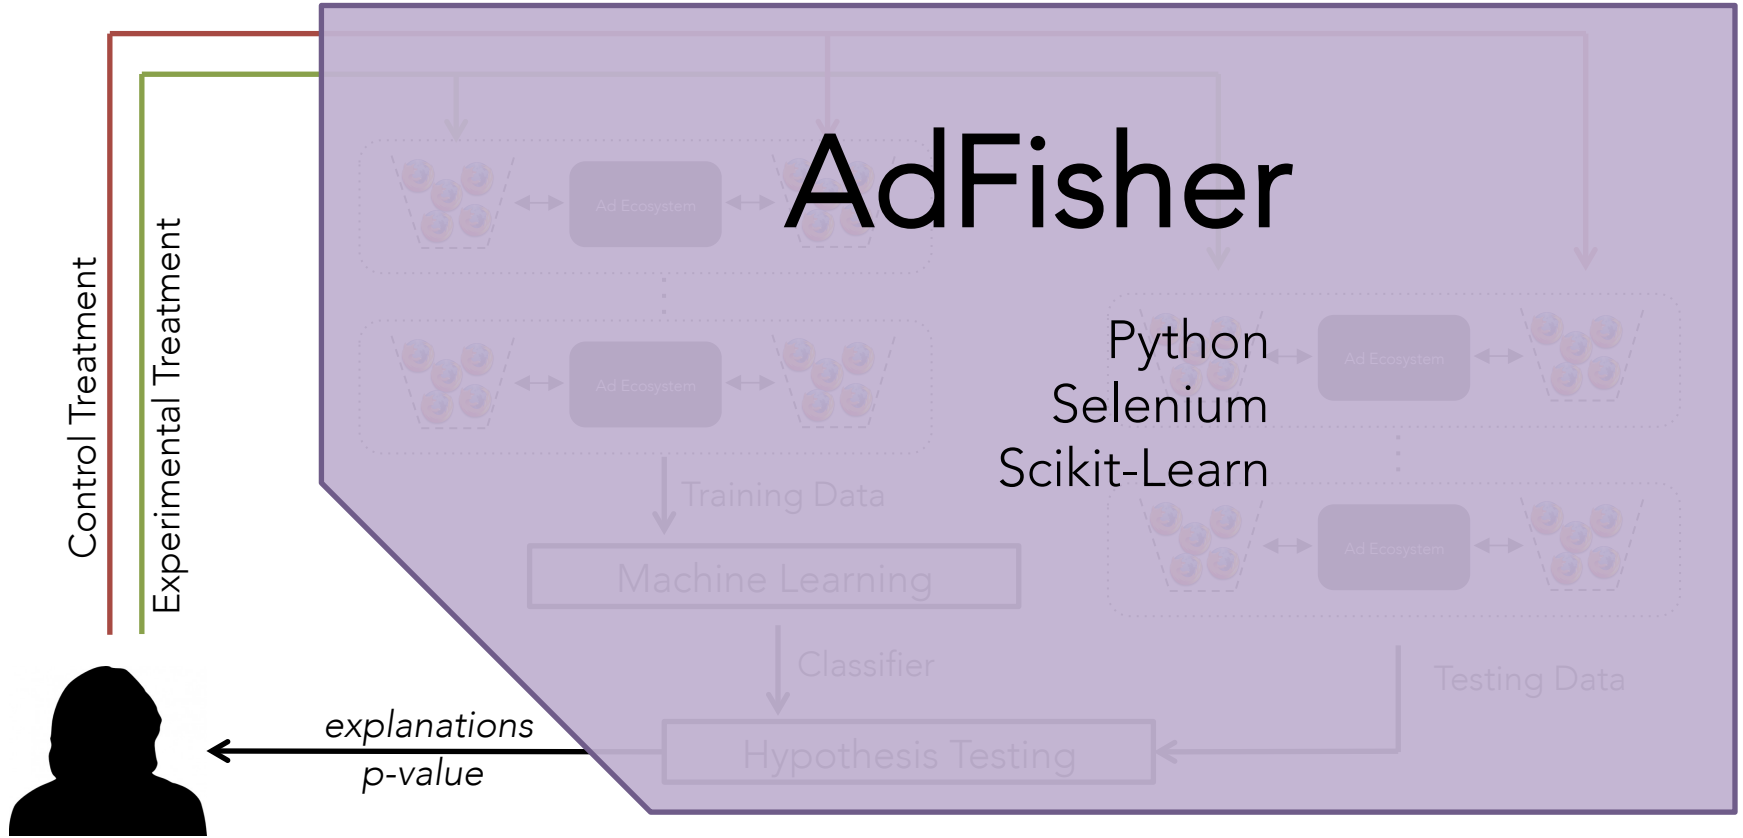 AdFisher
Ad Ecosystem
Control Treatment
Experimental Treatment
Python
Selenium
Scikit-Learn
Ad Ecosystem
Ad Ecosystem
Training Data
Ad Ecosystem
Machine Learning
Classifier
Testing Data
explanations
p-value
Hypothesis Testing